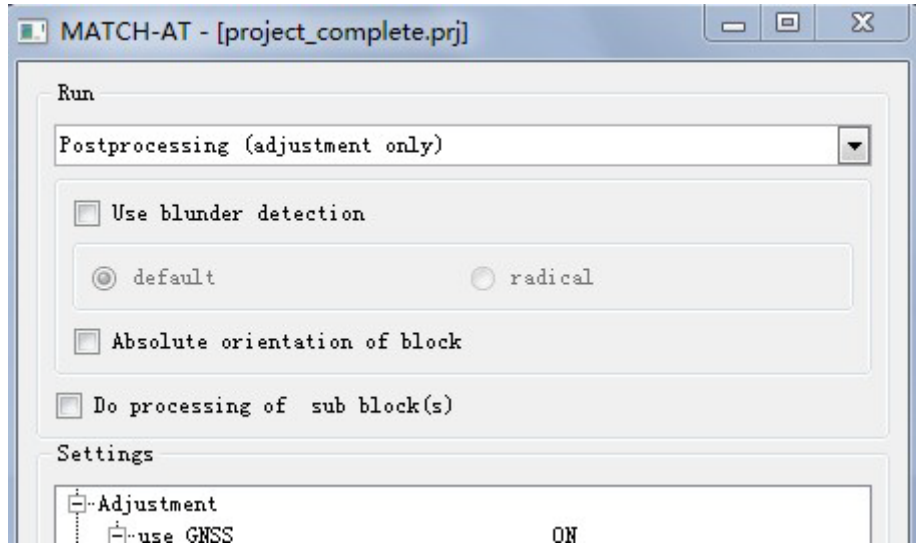 MATCH-AT - [project_complete.prj]
Run
Postprocessing (adjustment only)
Use blunder detection
default radical
Absolute orientation of block
Do processing of sub block(s)
Settings
Adjustment
use GNSS ON